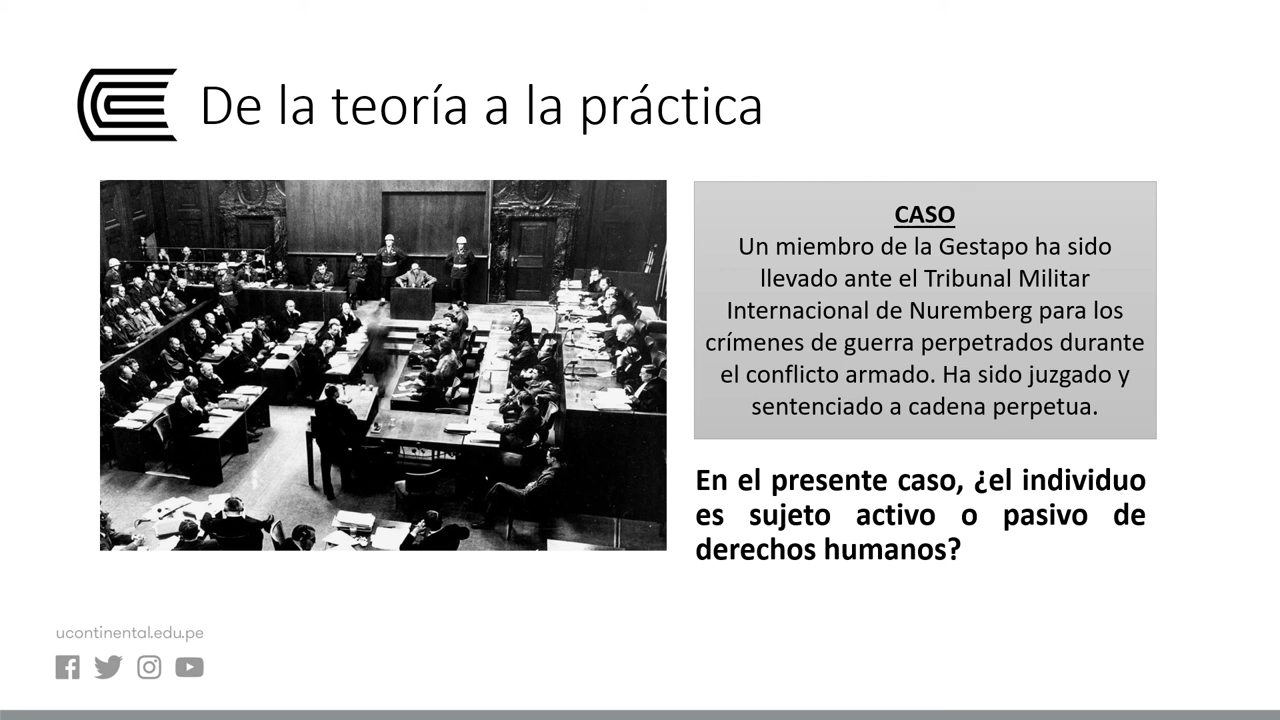 De la teoría a la práctica
CASO
Un miembro de la Gestapo ha sido
llevado ante el Tribunal Militar
Internacional de Nuremberg para los
crímenes de guerra perpetrados durante
el conflicto armado. Ha sido juzgado y
sentenciado a cadena perpetua.
En el presente caso, ¿el individuo
es sujeto activo o pasivo de
derechos humanos?
ucontinental.edu.pe